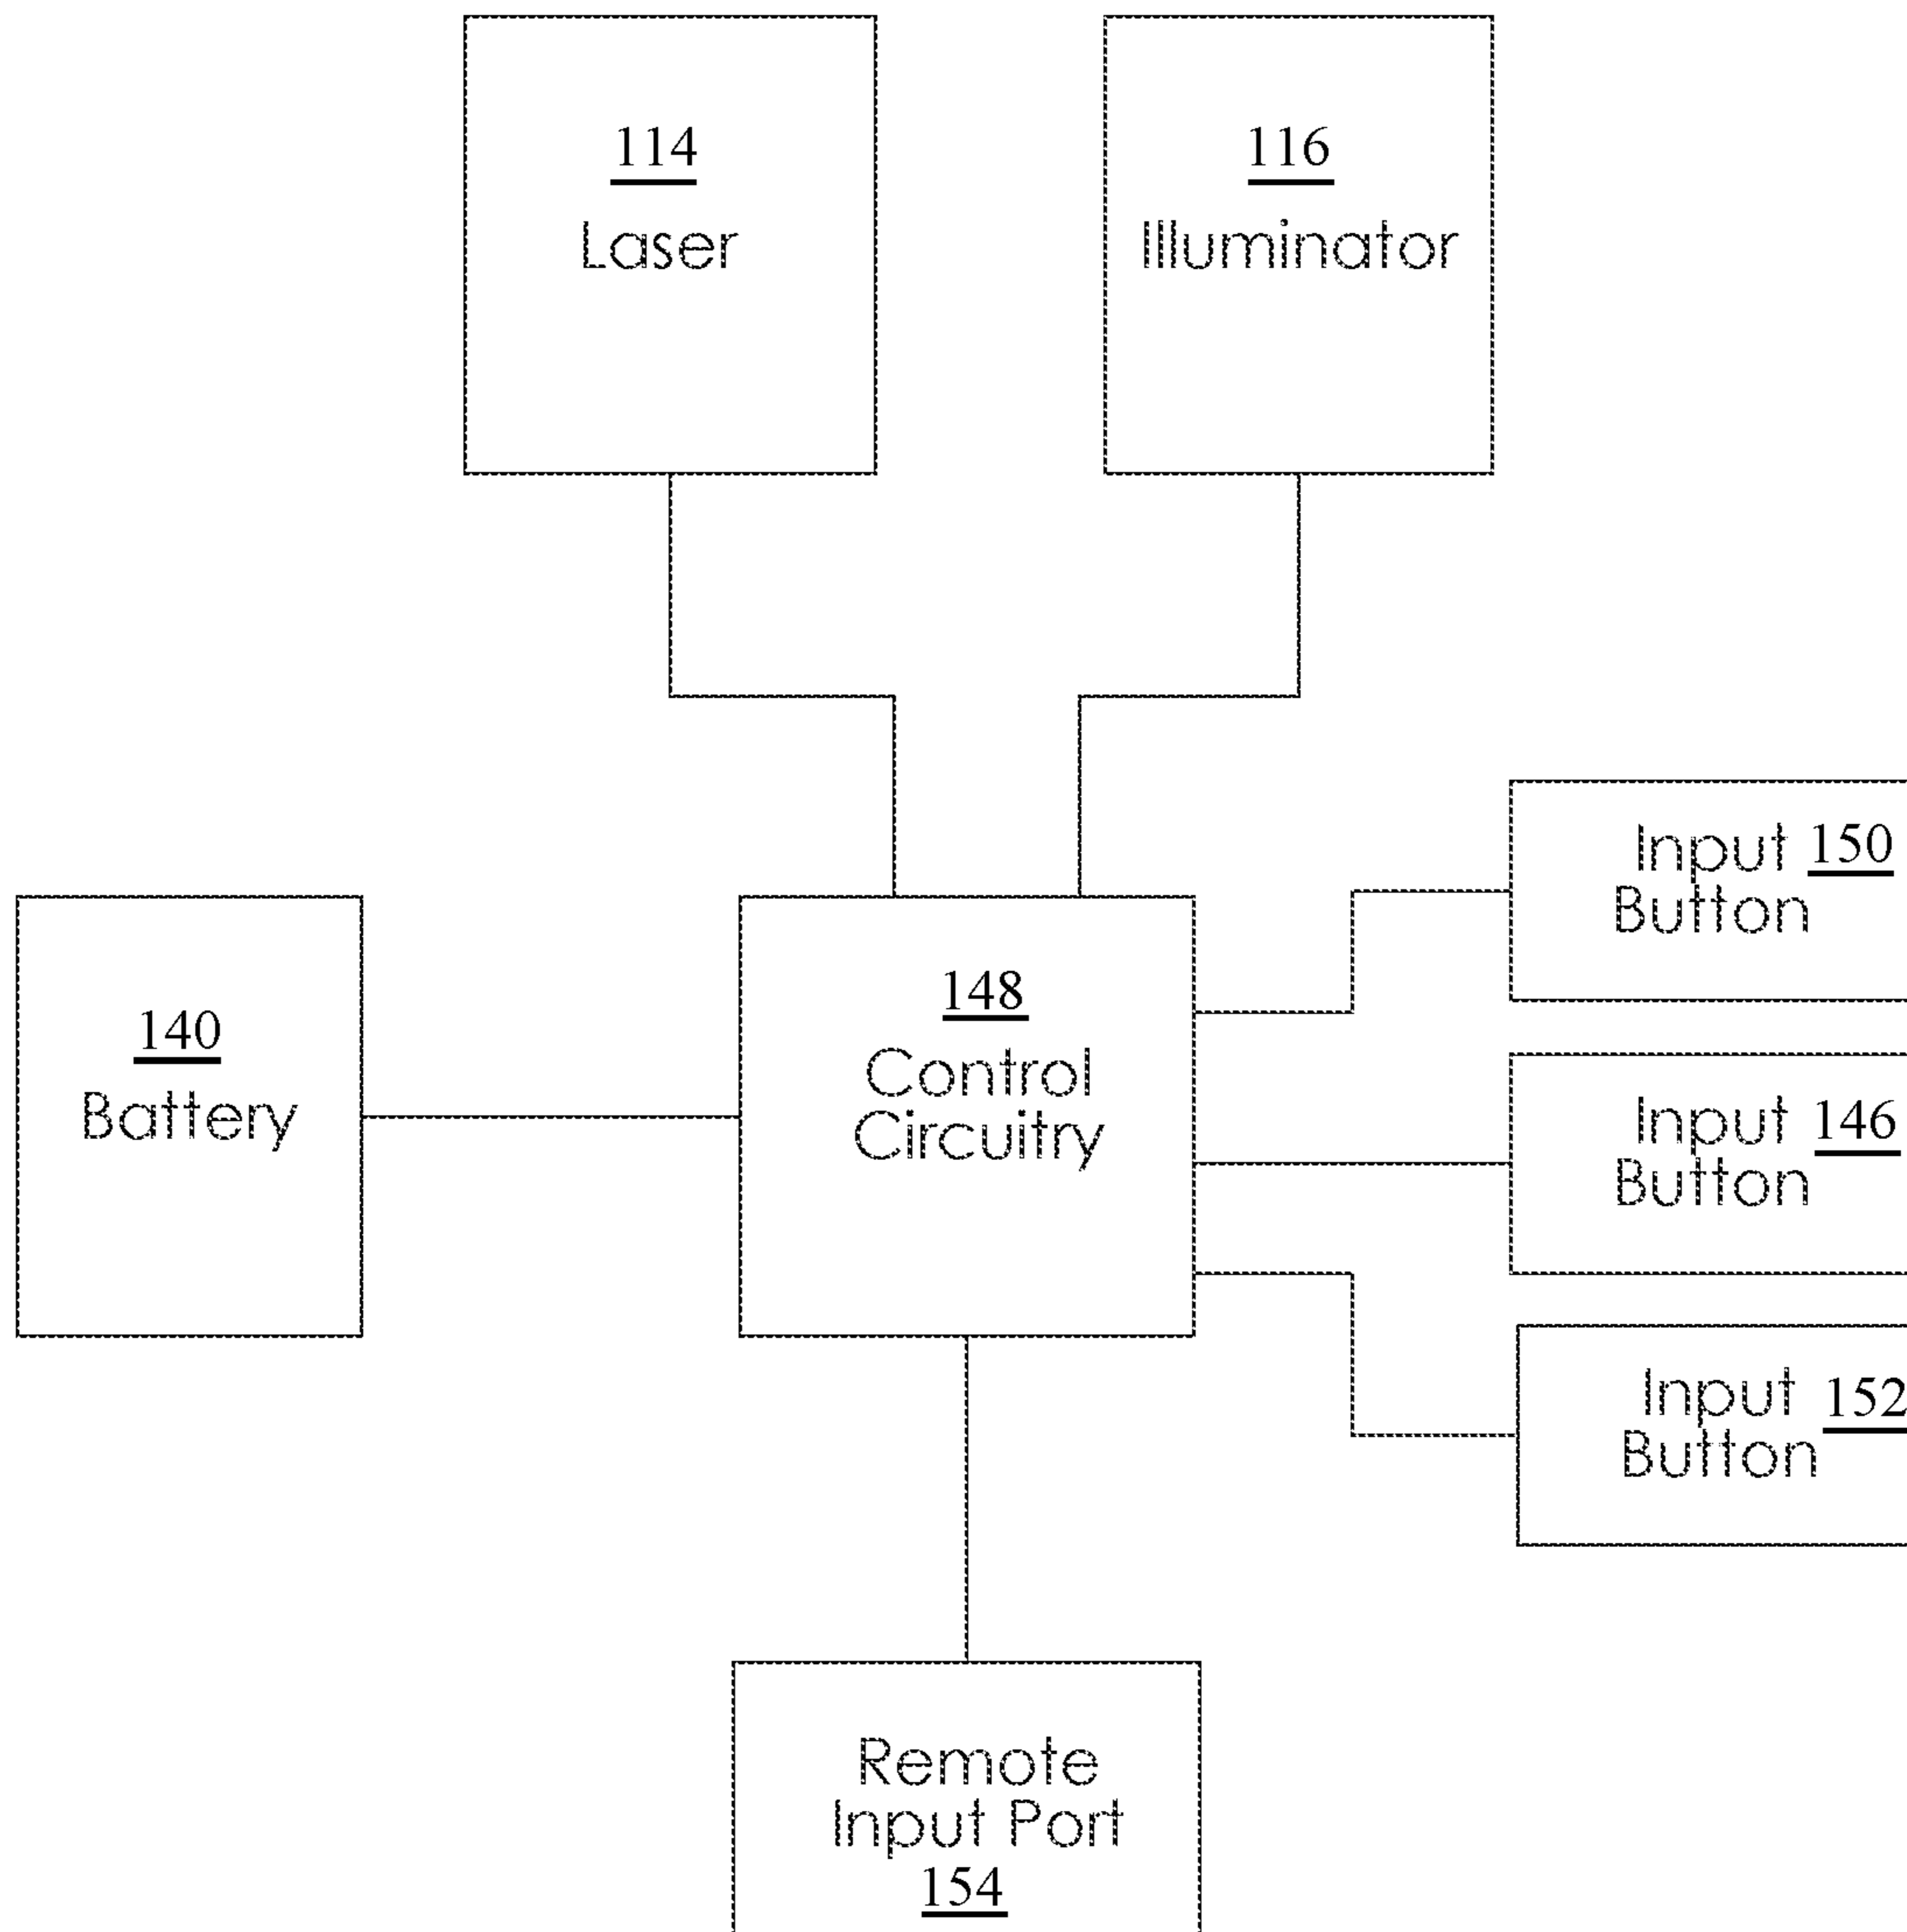 114
Laser
116
Illuminator
Input 150
Button
140
Battery
148
Control
Circuitry
Input 146
Button
Input 152
Button
Remote
Input Port
154